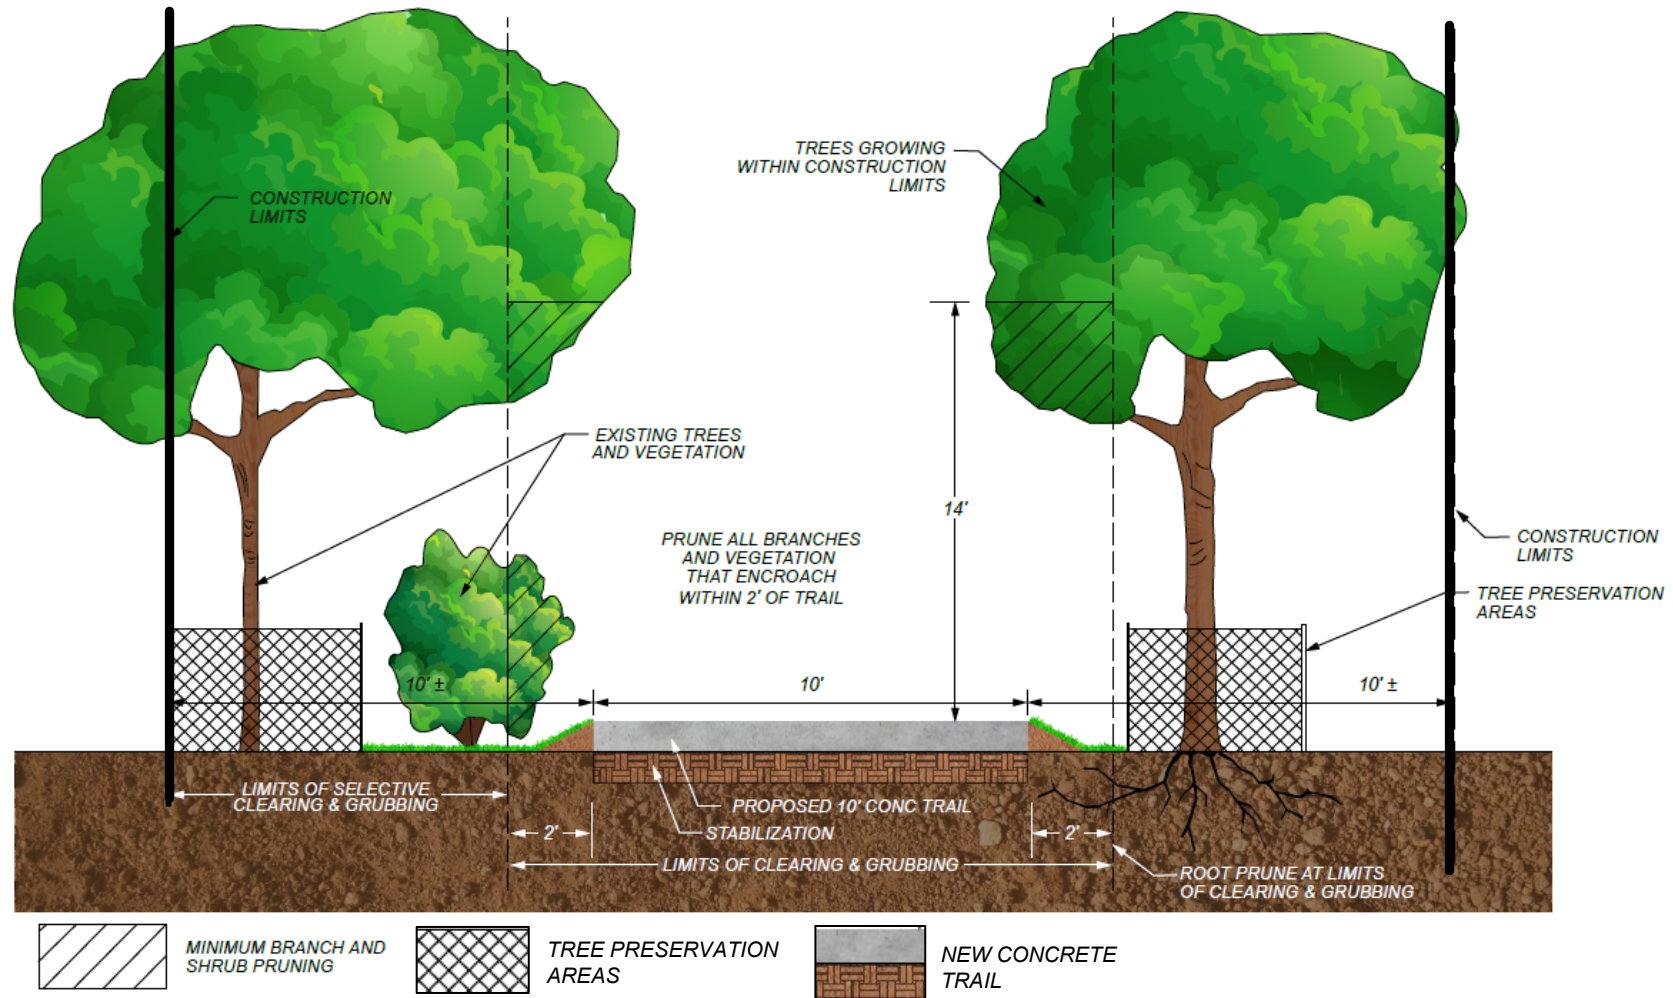 CONSTRUCTION
LIMITS
TREES GROWING
WITHIN CONSTRUCTION
LIMITS
EXISTING TREES
AND VEGETATION
14'
PRUNE ALL BRANCHES
AND VEGETATION
THAT ENCROACH
WITHIN 2' OF TRAIL
CONSTRUCTION
LIMITS
TREE PRESERVATION
AREAS
10' ±
10'
10' ±
LIMITS OF SELECTIVE
CLEARING & GRUBBING
PROPOSED 10' CONC TRAIL
STABILIZATION
2'
2'
LIMITS OF CLEARING & GRUBBING
ROOT PRUNE AT LIMITS
OF CLEARING & GRUBBING
MINIMUM BRANCH AND
SHRUB PRUNING
TREE PRESERVATION
AREAS
NEW CONCRETE
TRAIL